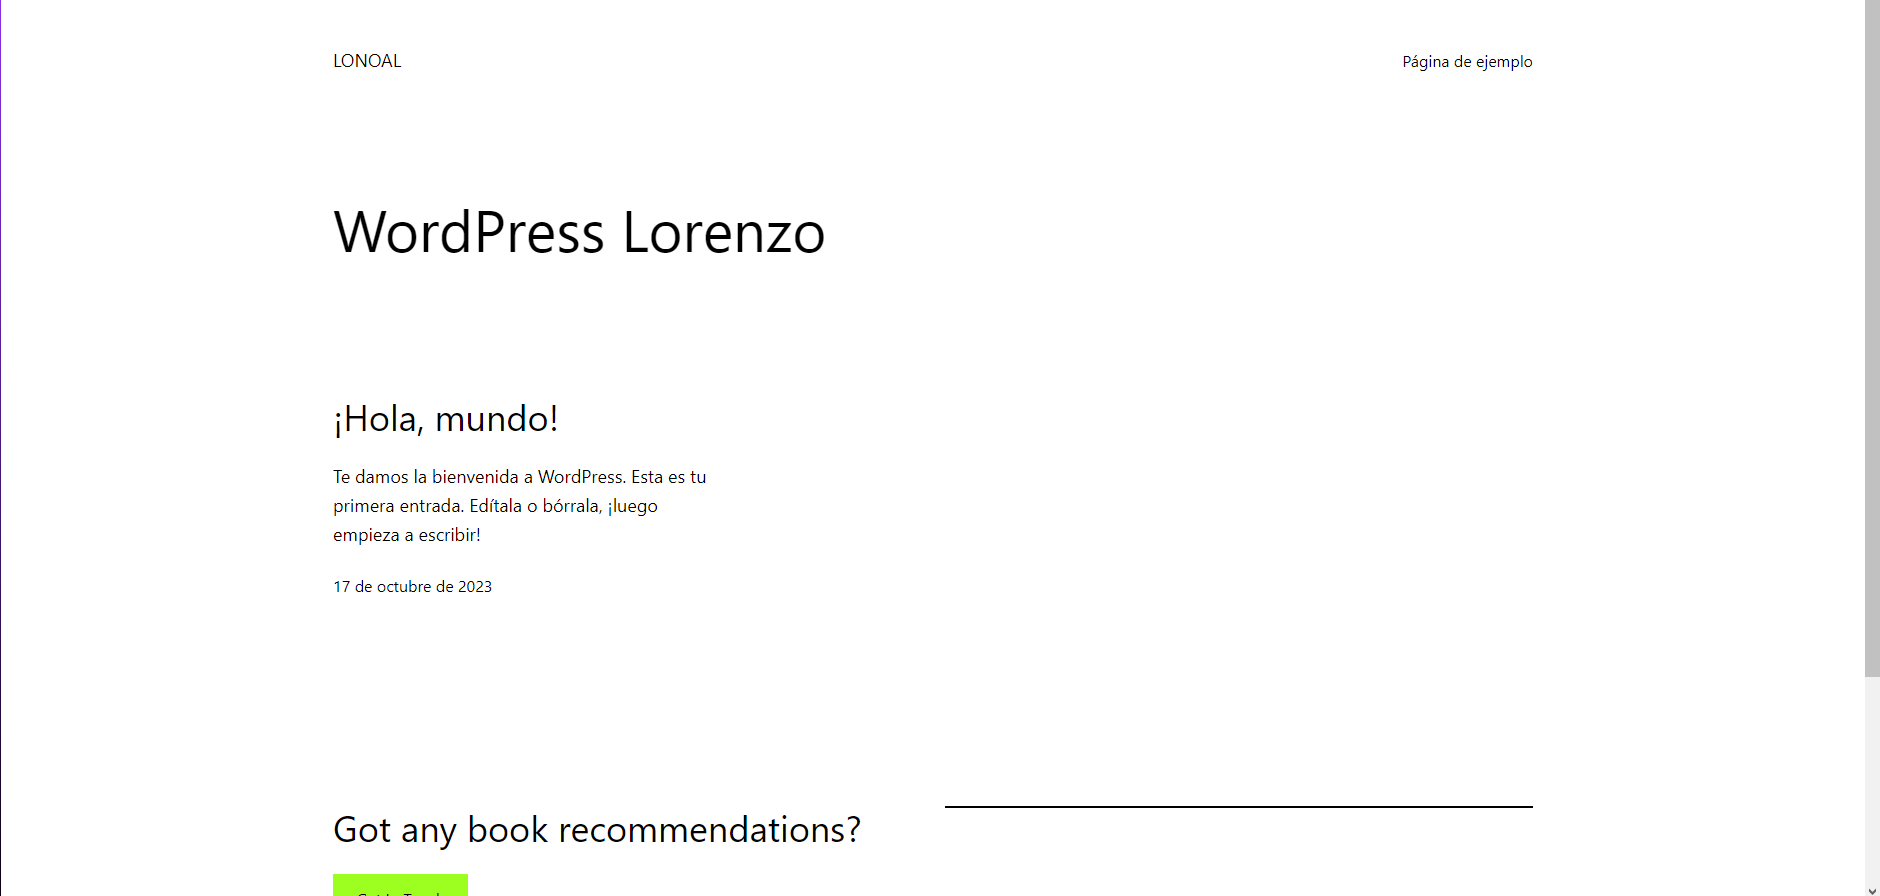 LONOAL
Página de ejemplo
WordPress Lorenzo
¡Hola, mundo!
Te damos la bienvenida a WordPress. Esta es tu
primera entrada. Edítala o bórrala, ¡luego
empieza a escribir!
17 de octubre de 2023
Got any book recommendations?